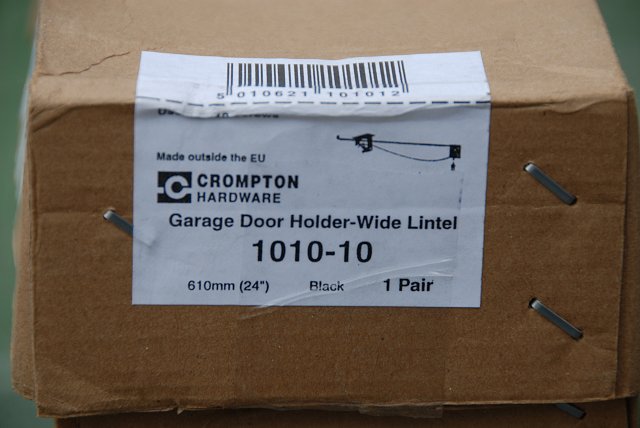 5 010621 101012
Made outside the EU
CROMPTON
HARDWARE
Garage Door Holder-Wide Lintel
1010-10
610mm (24") Black 1 Pair